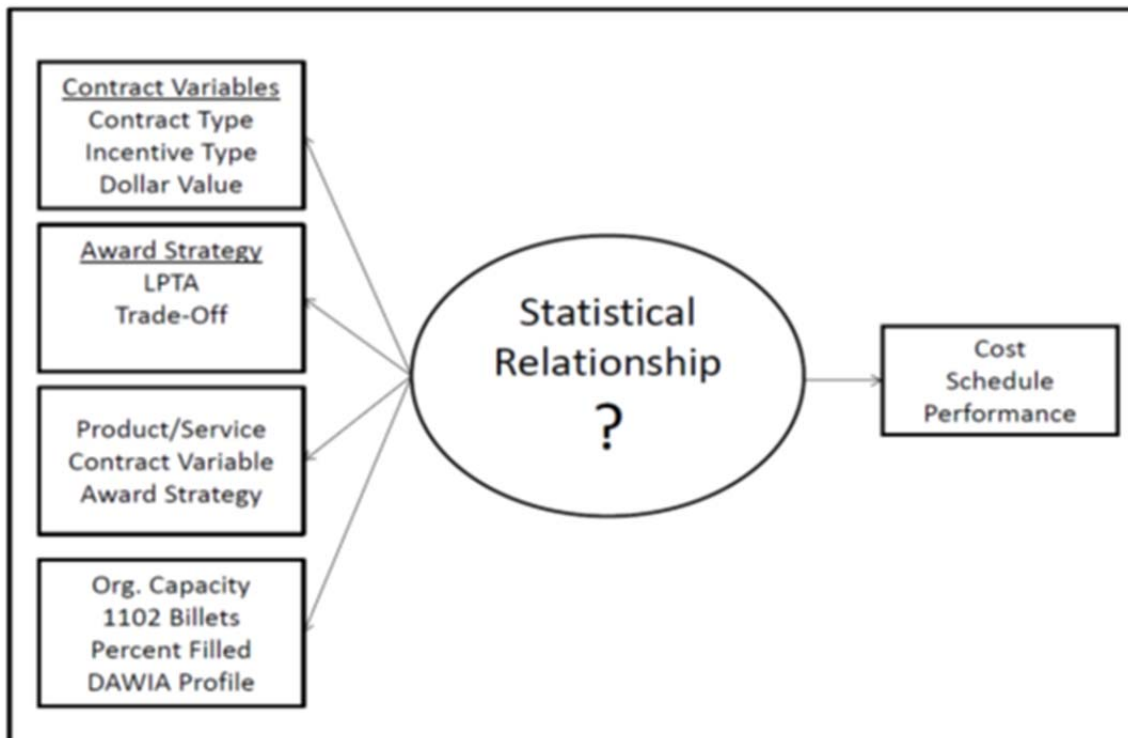 Contract Variables
Contract Type
Incentive Type
Dollar Value
Award Strategy
LPTA
Trade-Off
Product/Service
Contract Variable
Award Strategy
Org. Capacity
1102 Billets
Percent Filled
DAWIA Profile
Statistical
Relationship
?
Cost
Schedule
Performance